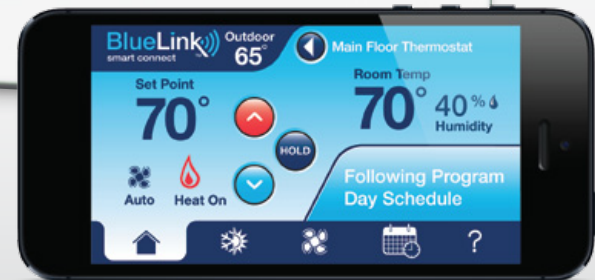 BlueLink
smart connect
Outdoor
65°
Main Floor Thermostat
Set Point
70°
Room Temp
70°
40%
Humidity
HOLD
Auto
Heat On
Following Program
Day Schedule
?